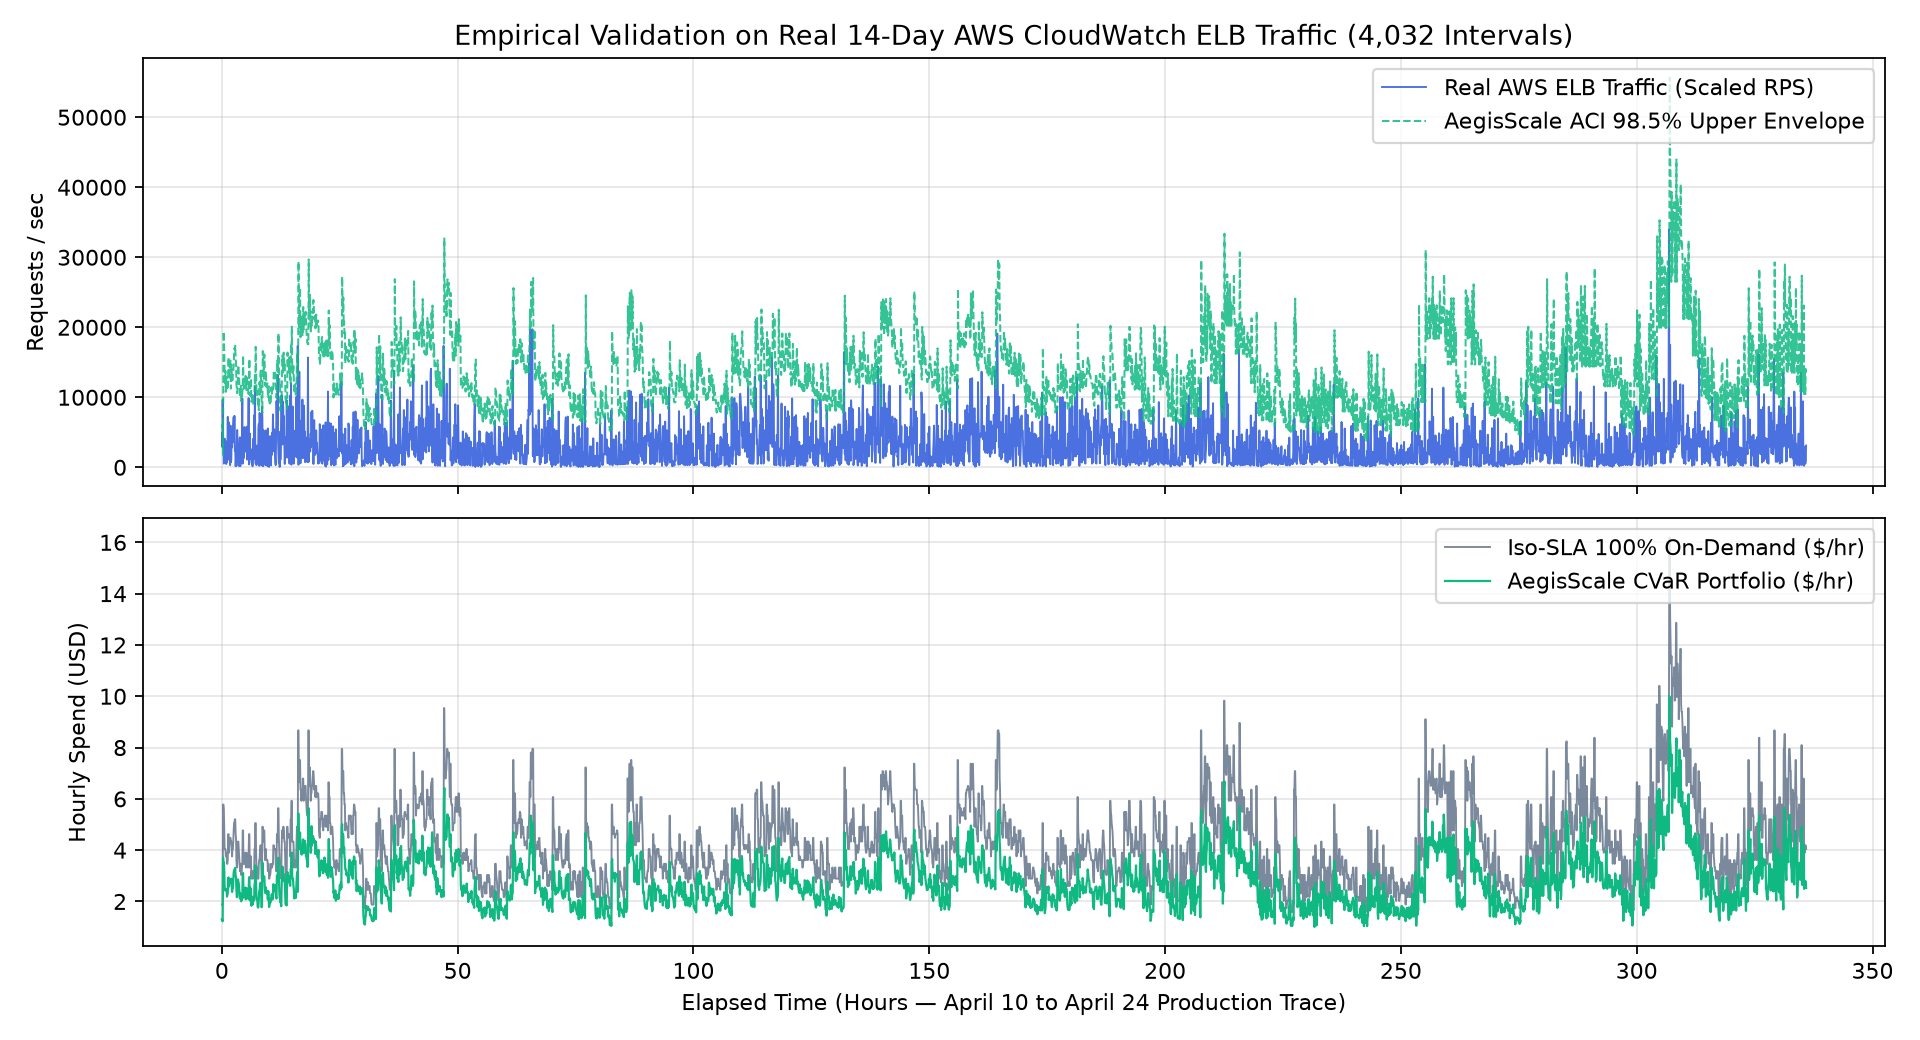 Empirical Validation on Real 14-Day AWS CloudWatch ELB Traffic (4,032 Intervals)
Real AWS ELB Traffic (Scaled RPS)
AegisScale ACI 98.5% Upper Envelope
Requests / sec
50000
40000
30000
20000
10000
0
Iso-SLA 100% On-Demand ($/hr)
AegisScale CVaR Portfolio ($/hr)
Hourly Spend (USD)
16
14
12
10
8
6
4
2
0 50 100 150 200 250 300 350
Elapsed Time (Hours — April 10 to April 24 Production Trace)